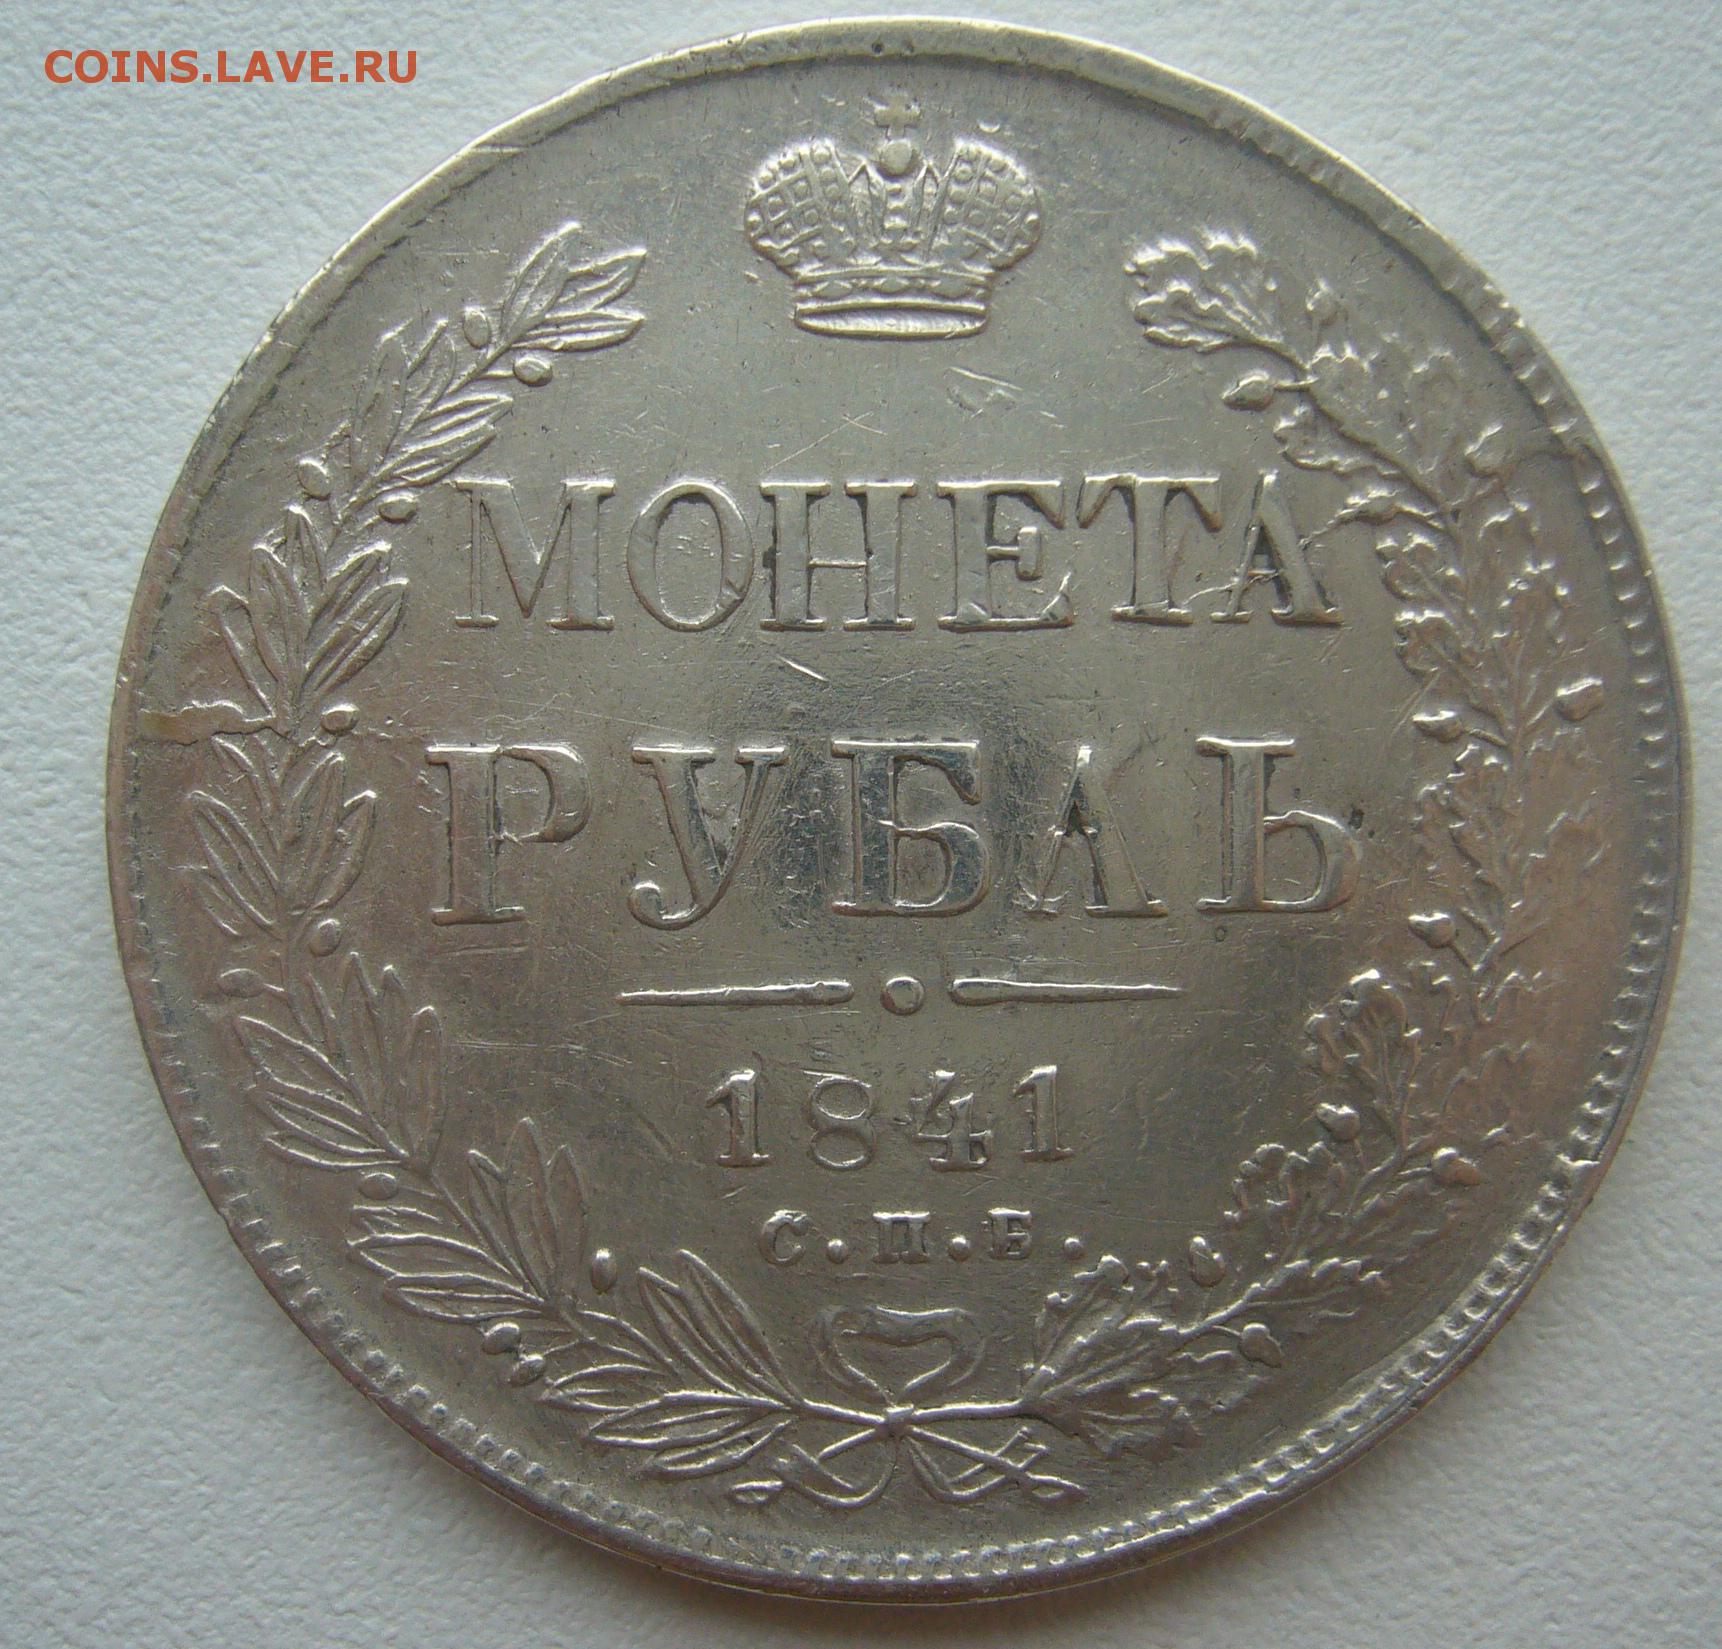 COINS.LAVE.RU
МОНЕТА
РУБЛЬ
1841
С.П.Б.